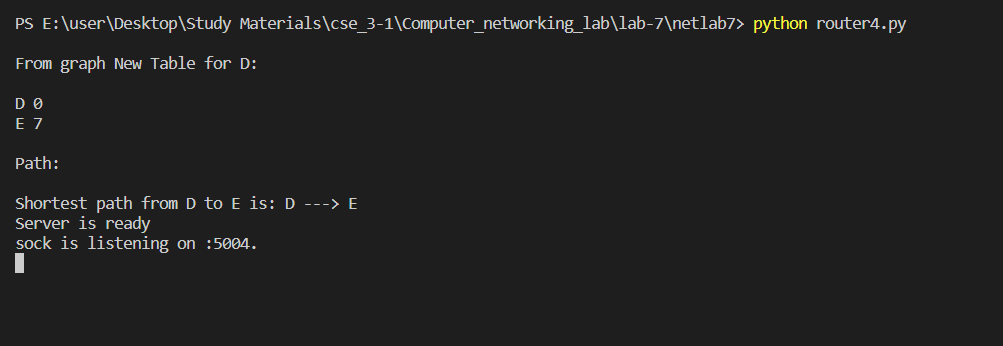 PS E:\user\Desktop\Study Materials\cse_3-1\Computer_networking_lab\lab-7\netlab7> python router4.py
From graph New Table for D:
D 0
E 7
Path:
Shortest path from D to E is: D ---> E
Server is ready
sock is listening on :5004.